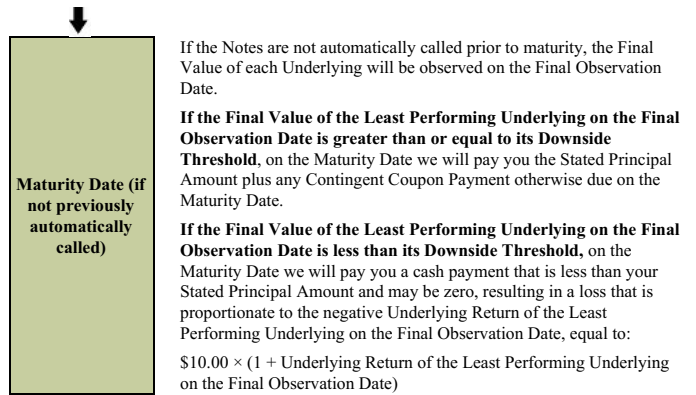 Maturity Date (if
not previously
automatically
called)
If the Notes are not automatically called prior to maturity, the Final
Value of each Underlying will be observed on the Final Observation
Date.
If the Final Value of the Least Performing Underlying on the Final
Observation Date is greater than or equal to its Downside
Threshold, on the Maturity Date we will pay you the Stated Principal
Amount plus any Contingent Coupon Payment otherwise due on the
Maturity Date.
If the Final Value of the Least Performing Underlying on the Final
Observation Date is less than its Downside Threshold, on the
Maturity Date we will pay you a cash payment that is less than your
Stated Principal Amount and may be zero, resulting in a loss that is
proportionate to the negative Underlying Return of the Least
Performing Underlying on the Final Observation Date, equal to:
$10.00 × (1 + Underlying Return of the Least Performing Underlying
on the Final Observation Date)